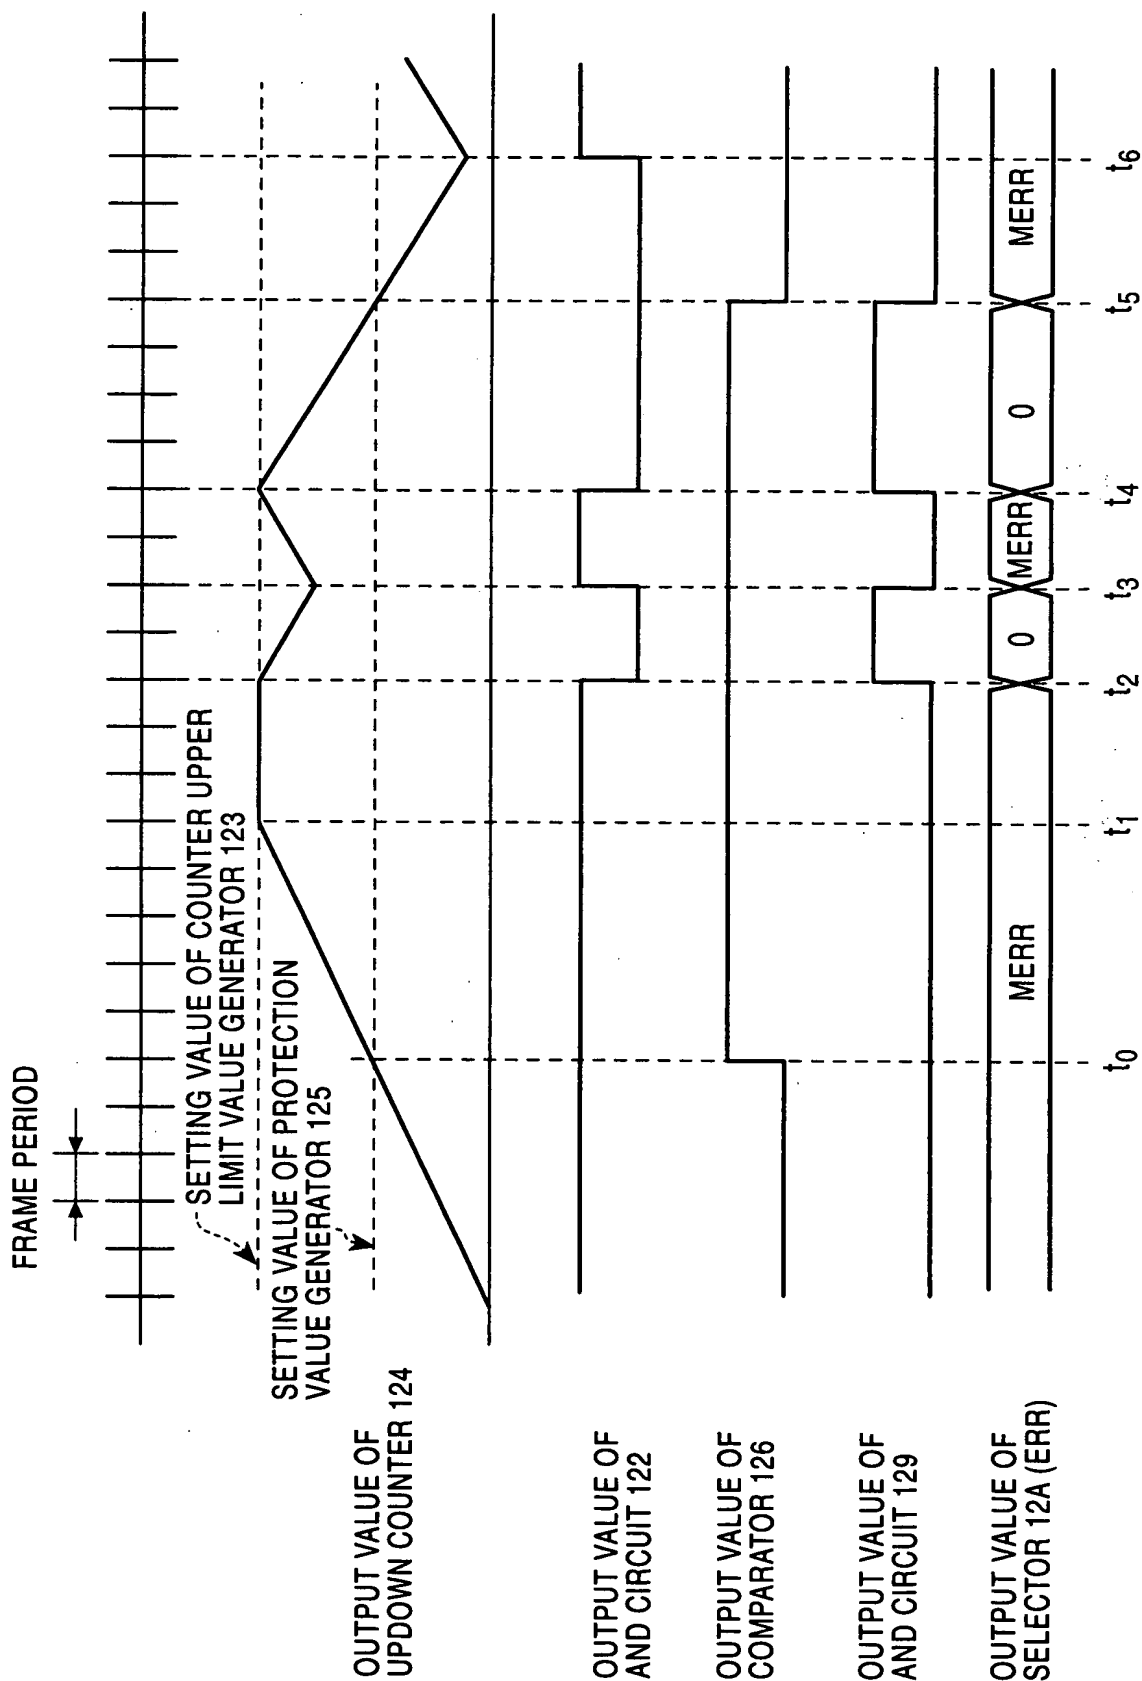 FRAME PERIOD
SETTING VALUE OF COUNTER UPPER
LIMIT VALUE GENERATOR 123
SETTING VALUE OF PROTECTION
VALUE GENERATOR 125
OUTPUT VALUE OF
UPDOWN COUNTER 124
OUTPUT VALUE OF
AND CIRCUIT 122
OUTPUT VALUE OF
COMPARATOR 126
OUTPUT VALUE OF
AND CIRCUIT 129
OUTPUT VALUE OF
SELECTOR 12A (ERR)
MERR 0 MERR 0 MERR
t0 t1 t2 t3 t4 t5 t6